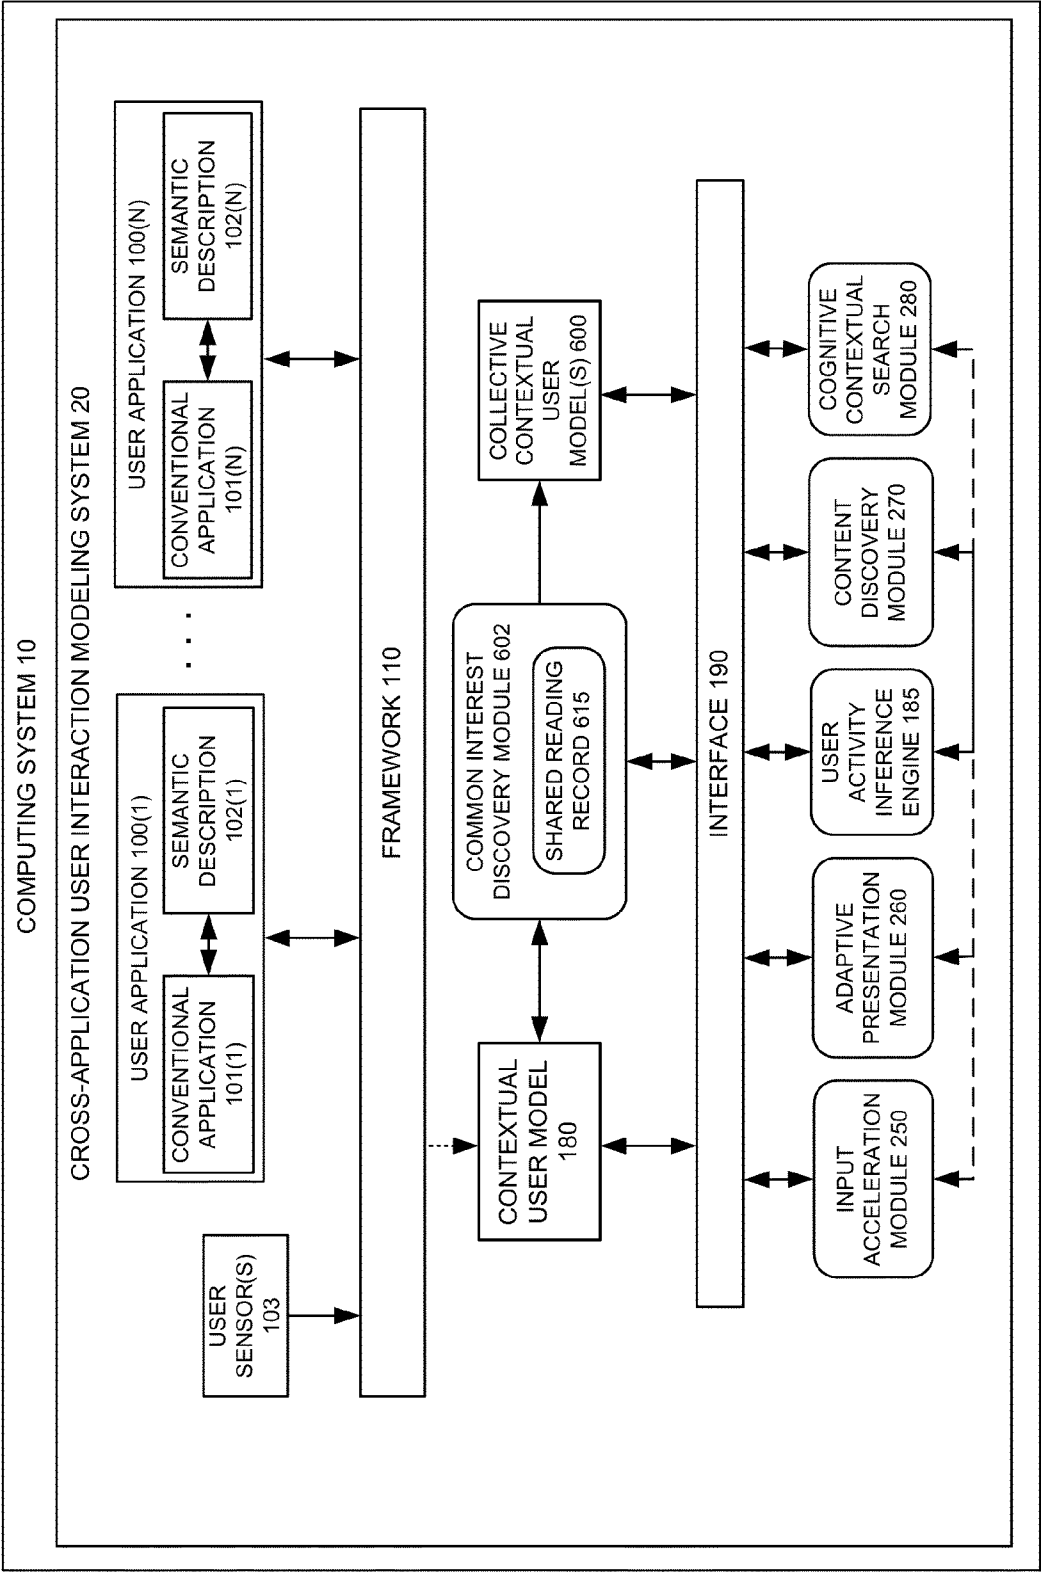 COMPUTING SYSTEM 10
CROSS-APPLICATION USER INTERACTION MODELING SYSTEM 20
USER
SENSOR(S)
103
USER APPLICATION 100(1)
CONVENTIONAL
APPLICATION
101(1)
SEMANTIC
DESCRIPTION
102(1)
. . .
USER APPLICATION 100(N)
CONVENTIONAL
APPLICATION
101(N)
SEMANTIC
DESCRIPTION
102(N)
FRAMEWORK 110
CONTEXTUAL
USER MODEL
180
COMMON INTEREST
DISCOVERY MODULE 602
SHARED READING
RECORD 615
COLLECTIVE
CONTEXTUAL
USER
MODEL(S) 600
INTERFACE 190
INPUT
ACCELERATION
MODULE 250
ADAPTIVE
PRESENTATION
MODULE 260
USER
ACTIVITY
INFERENCE
ENGINE 185
CONTENT
DISCOVERY
MODULE 270
COGNITIVE
CONTEXTUAL
SEARCH
MODULE 280